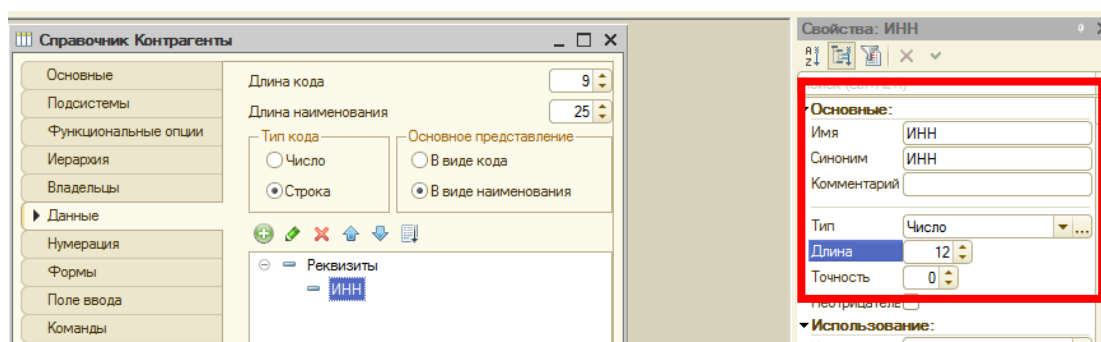 Справочник Контрагенты
Основные
Подсистемы
Функциональные опции
Иерархия
Владельцы
Данные
Нумерация
Формы
Поле ввода
Команды
Длина кода 9
Длина наименования 25
Тип кода
Число
Строка
Основное представление
В виде кода
В виде наименования
Реквизиты
ИНН
Свойства: ИНН
Основные:
Имя ИНН
Синоним ИНН
Комментарий
Тип Число
Длина 12
Точность 0
Использование: